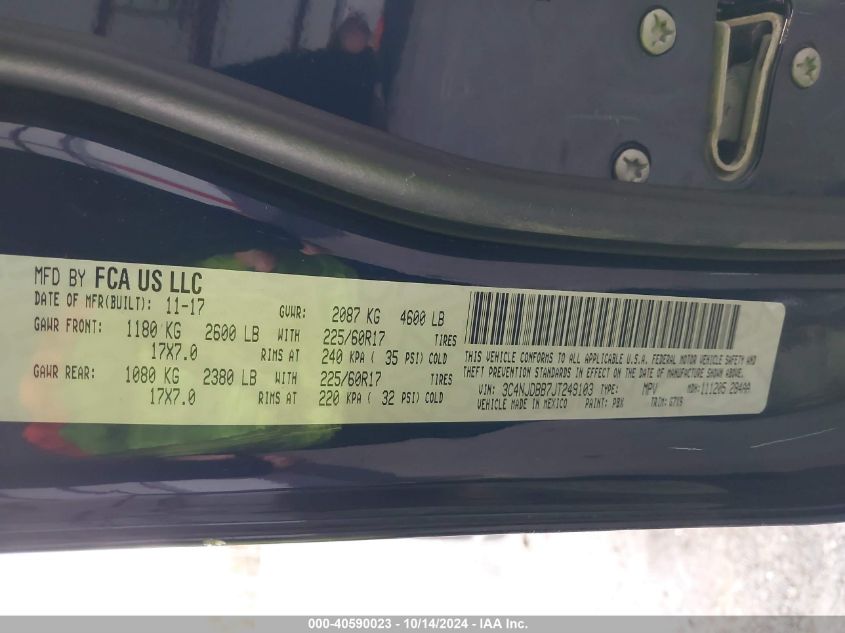 MFD BY FCA US LLC
DATE OF MFR(BUILT): 11-17 GVWR: 2087 KG 4600 LB
GAWR FRONT: 1180 KG 2600 LB WITH 225/60R17 TIRES
17X7.0 RIMS AT 240 KPA ( 35 PSI) COLD
GAWR REAR: 1080 KG 2380 LB WITH 225/60R17 TIRES
17X7.0 RIMS AT 220 KPA ( 32 PSI) COLD
THIS VEHICLE CONFORMS TO ALL APPLICABLE U.S.A. FEDERAL MOTOR VEHICLE SAFETY AND
THEFT PREVENTION STANDARDS IN EFFECT ON THE DATE OF MANUFACTURE SHOWN ABOVE.
VIN: 3C4NJDBB7JT249103 TYPE: MPV MDH: 111205 284AA
VEHICLE MADE IN MEXICO PAINT: PBX TRIM:
000-40590023 - 10/14/2024 - IAA Inc.